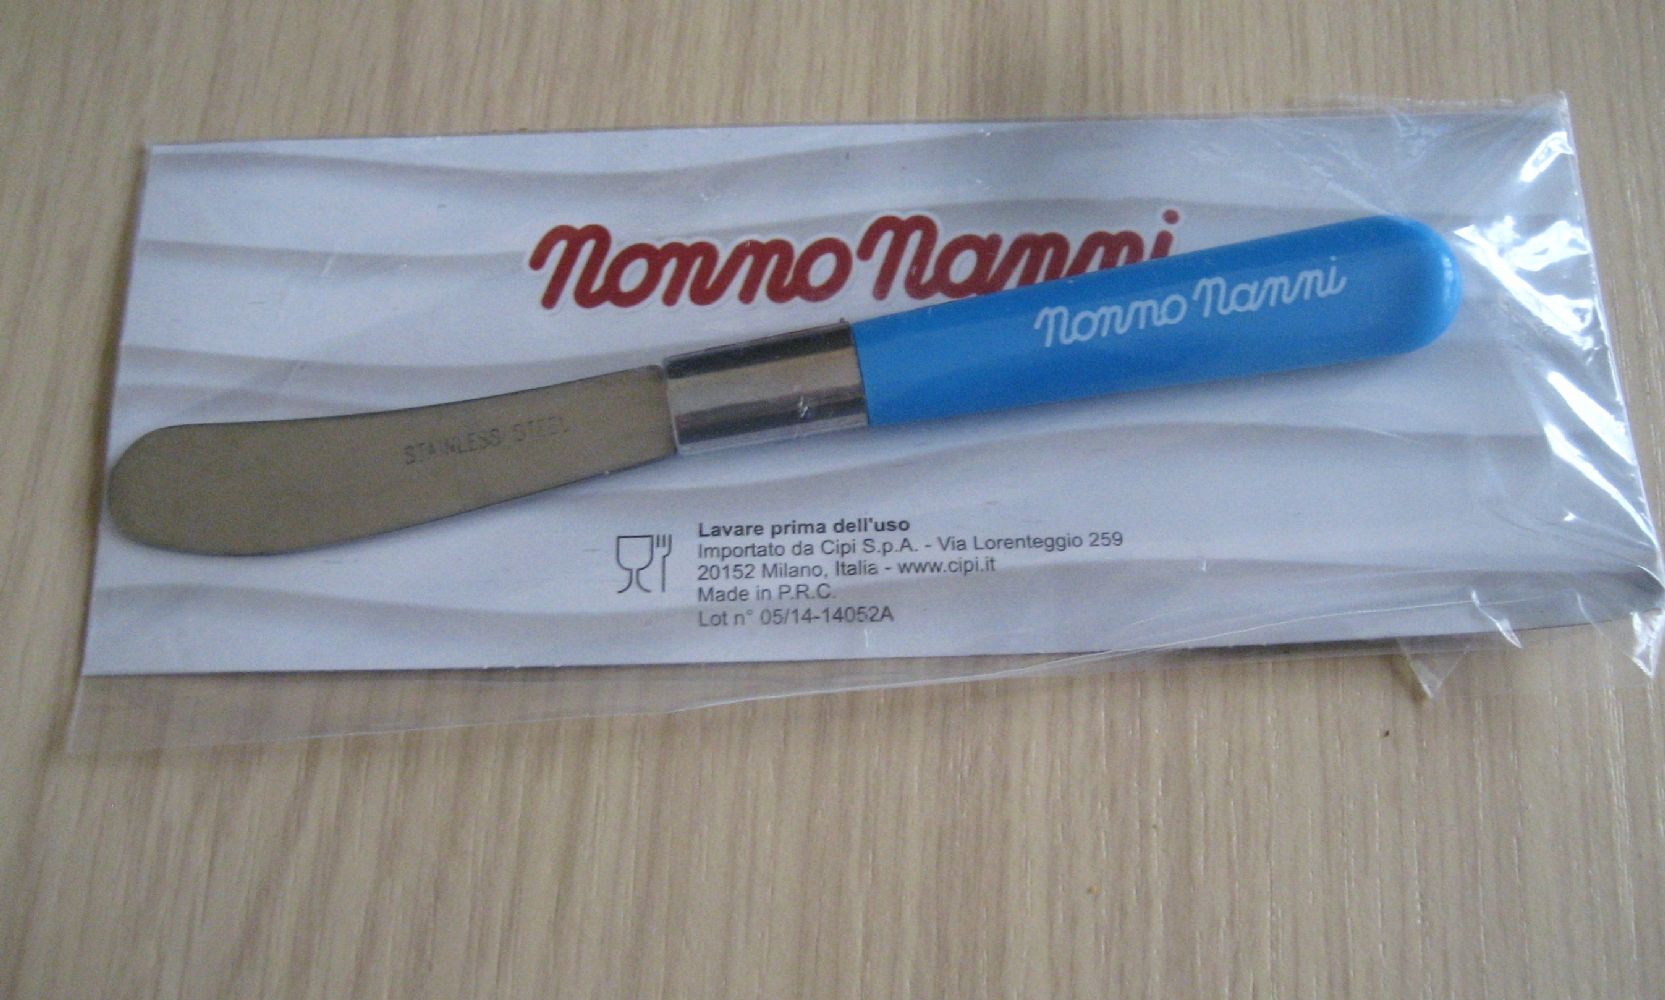 Nonno Nanni
Nonno Nanni
STAINLESS STEEL
Lavare prima dell'uso
Importato da Cipi S.p.A. - Via Lorenteggio 259
20152 Milano, Italia - www.cipi.it
Made in P.R.C.
Lot n° 05/14-14052A